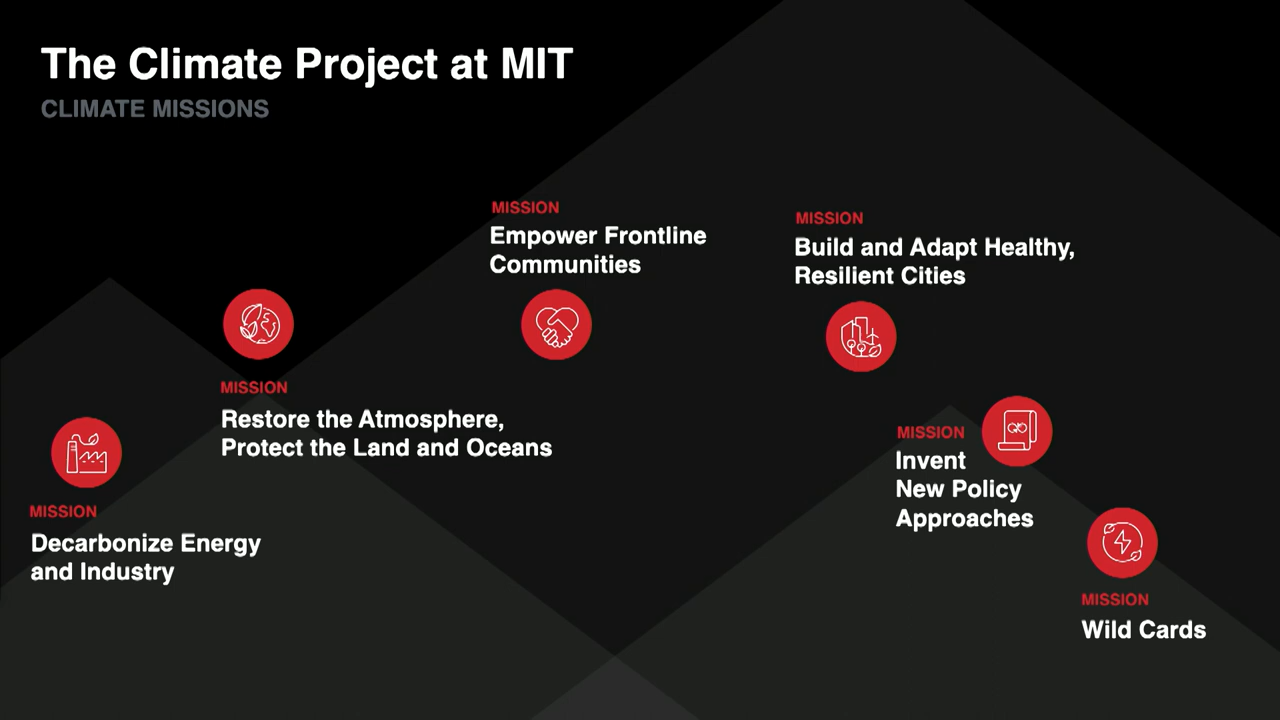 The Climate Project at MIT
CLIMATE MISSIONS
MISSION
Decarbonize Energy
and Industry
MISSION
Restore the Atmosphere,
Protect the Land and Oceans
MISSION
Empower Frontline
Communities
MISSION
Build and Adapt Healthy,
Resilient Cities
MISSION
Invent
New Policy
Approaches
MISSION
Wild Cards